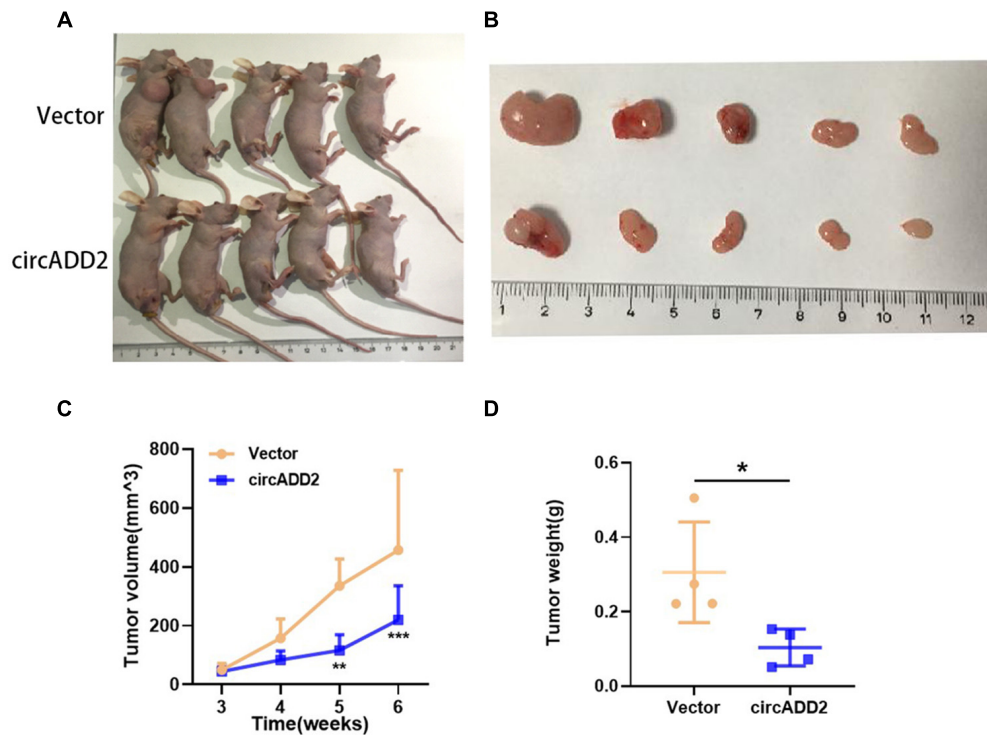 A
B
Vector
circADD2
1 2 3 4 5 6 7 8 9 10 11 12
C
D
Tumor volume(mm^3)
800
600
400
200
0
Vector
circADD2
**
***
3 4 5 6
Time(weeks)
Tumor weight(g)
0.6
0.4
0.2
0.0
*
Vector circADD2